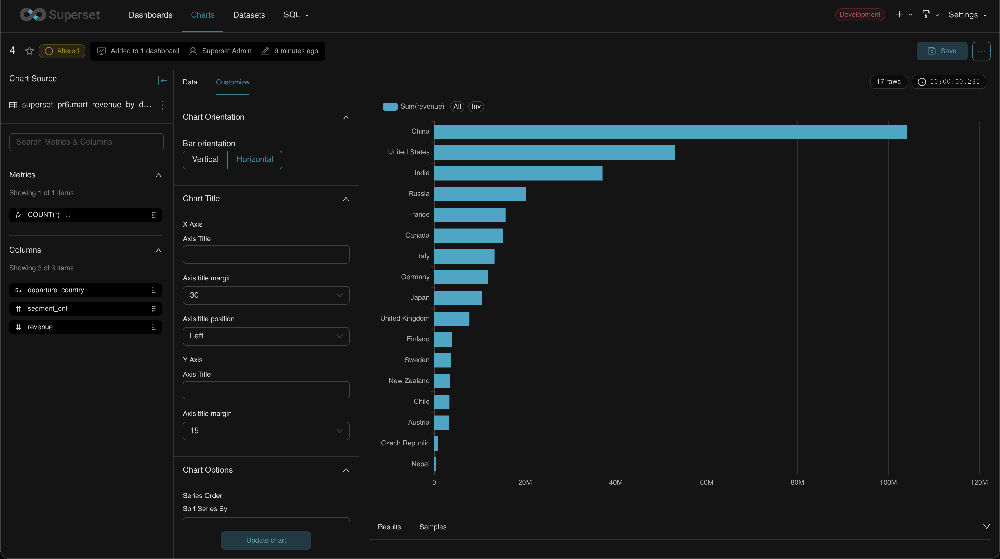 Superset
Dashboards
Charts
Datasets
SQL
Development
Settings
4
Altered
Added to 1 dashboard
Superset Admin
9 minutes ago
Save
Chart Source
superset_pr6.mart_revenue_by_d...
Search Metrics & Columns
Metrics
Showing 1 of 1 items
fx COUNT(*)
Columns
Showing 3 of 3 items
Str. departure_country
# segment_cnt
# revenue
Data
Customize
Chart Orientation
Bar orientation
Vertical
Horizontal
Chart Title
X Axis
Axis Title
Axis title margin
30
Axis title position
Left
Y Axis
Axis Title
Axis title margin
15
Chart Options
Series Order
Sort Series By
Update chart
17 rows
00:00:00.235
Sum(revenue)
All
Inv
China
United States
India
Russia
France
Canada
Italy
Germany
Japan
United Kingdom
Finland
Sweden
New Zealand
Chile
Austria
Czech Republic
Nepal
0
20M
40M
60M
80M
100M
120M
Results
Samples